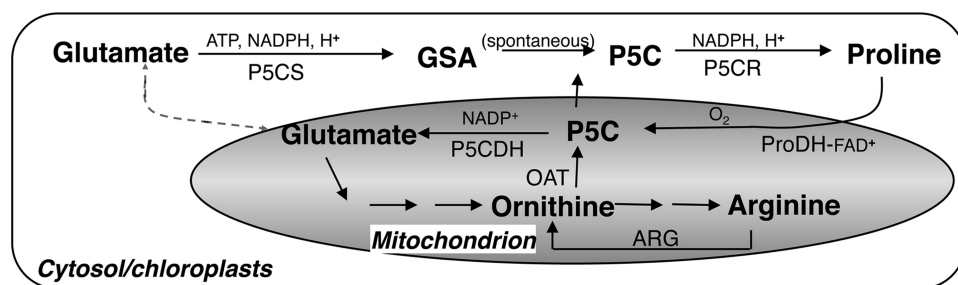 Glutamate ATP, NADPH, H⁺ GSA (spontaneous) P5C NADPH, H⁺ Proline
P5CS P5CR
Glutamate NADP⁺ P5C O₂
P5CDH ProDH-FAD⁺
OAT
Ornithine Arginine
Mitochondrion ARG
Cytosol/chloroplasts